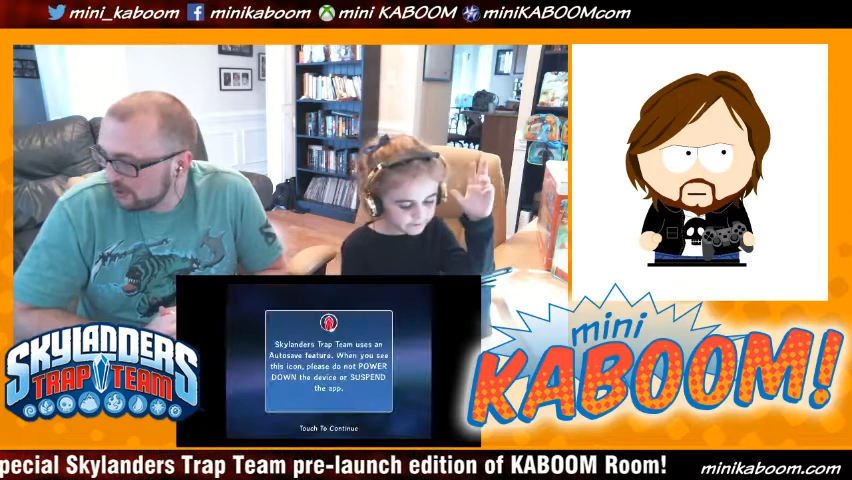 mini_kaboom mini kaboom mini KABOOM miniKABOOMcom
mini
KABOOM!
SKYLANDERS
TRAP TEAM
Skylanders Trap Team uses an
Autosave feature. When you see
this icon, please do not POWER
DOWN the device or SUSPEND
the app.
Touch To Continue
pecial Skylanders Trap Team pre-launch edition of KABOOM Room!
minikaboom.com